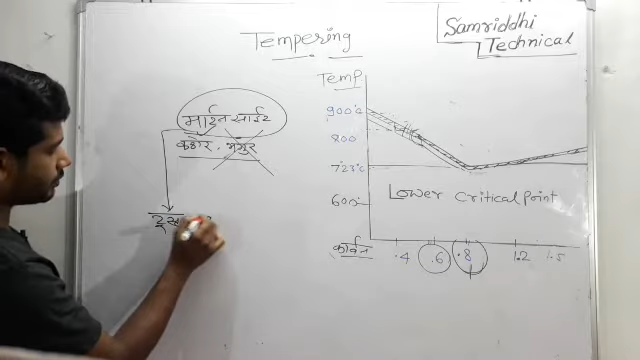 Samriddhi
Technical
Tempering
Temp
900°C
800
723°C
600
Lower Critical Point
कार्बन .4 .6 .8 1.2 1.5
मार्टन साईट
कठोर, भंगुर